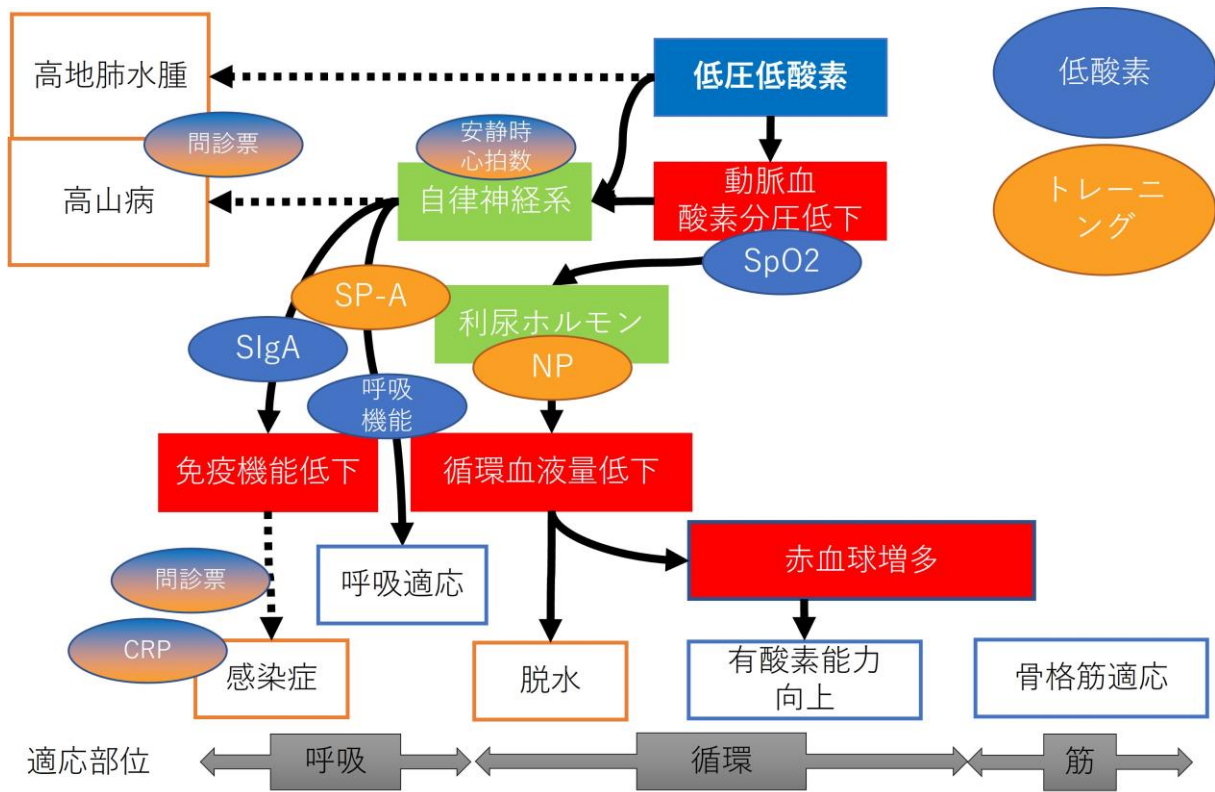 高地肺水腫
低圧低酸素
低酸素
問診票
安静時
心拍数
高山病
自律神経系
動脈血
酸素分圧低下
トレーニ
ング
SpO2
SP-A
利尿ホルモン
SIgA
NP
呼吸
機能
免疫機能低下
循環血液量低下
赤血球増多
問診票
呼吸適応
CRP
感染症
脱水
有酸素能力
向上
骨格筋適応
適応部位
呼吸
循環
筋